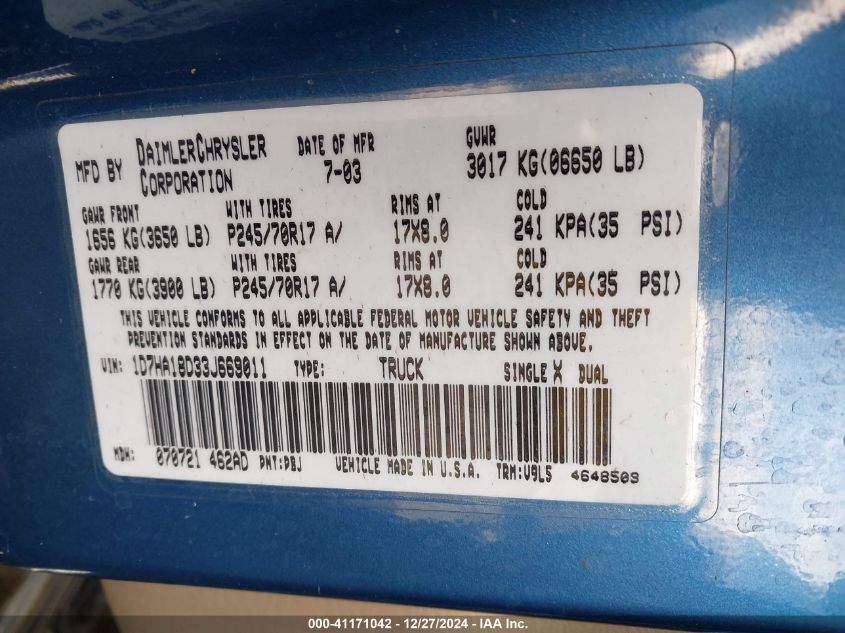 MFD BY DAIMLERCHRYSLER CORPORATION DATE OF MFR 7-03 GVWR 3017 KG(06650 LB)
GAWR FRONT WITH TIRES RIMS AT COLD
1656 KG(3650 LB) P245/70R17 A/ 17X8.0 241 KPA(35 PSI)
GAWR REAR WITH TIRES RIMS AT COLD
1770 KG(3900 LB) P245/70R17 A/ 17X8.0 241 KPA(35 PSI)
THIS VEHICLE CONFORMS TO ALL APPLICABLE FEDERAL MOTOR VEHICLE SAFETY AND THEFT
PREVENTION STANDARDS IN EFFECT ON THE DATE OF MANUFACTURE SHOWN ABOVE.
VIN: 1D7HA18D33J669011 TYPE: TRUCK SINGLE X DUAL
MDH: 070721 462AD PNT:PBJ VEHICLE MADE IN U.S.A. TRM:V9L5 4648503
000-41171042 - 12/27/2024 - IAA Inc.